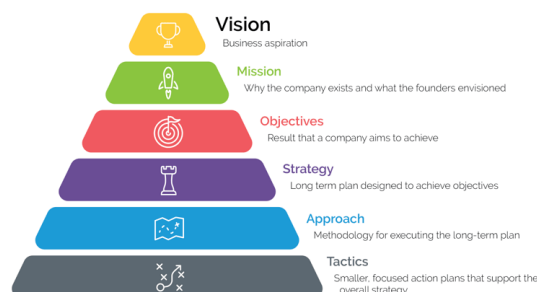 Vision
Business aspiration
Mission
Why the company exists and what the founders envisioned
Objectives
Result that a company aims to achieve
Strategy
Long term plan designed to achieve objectives
Approach
Methodology for executing the long-term plan
Tactics
Smaller, focused action plans that support the
overall strategy